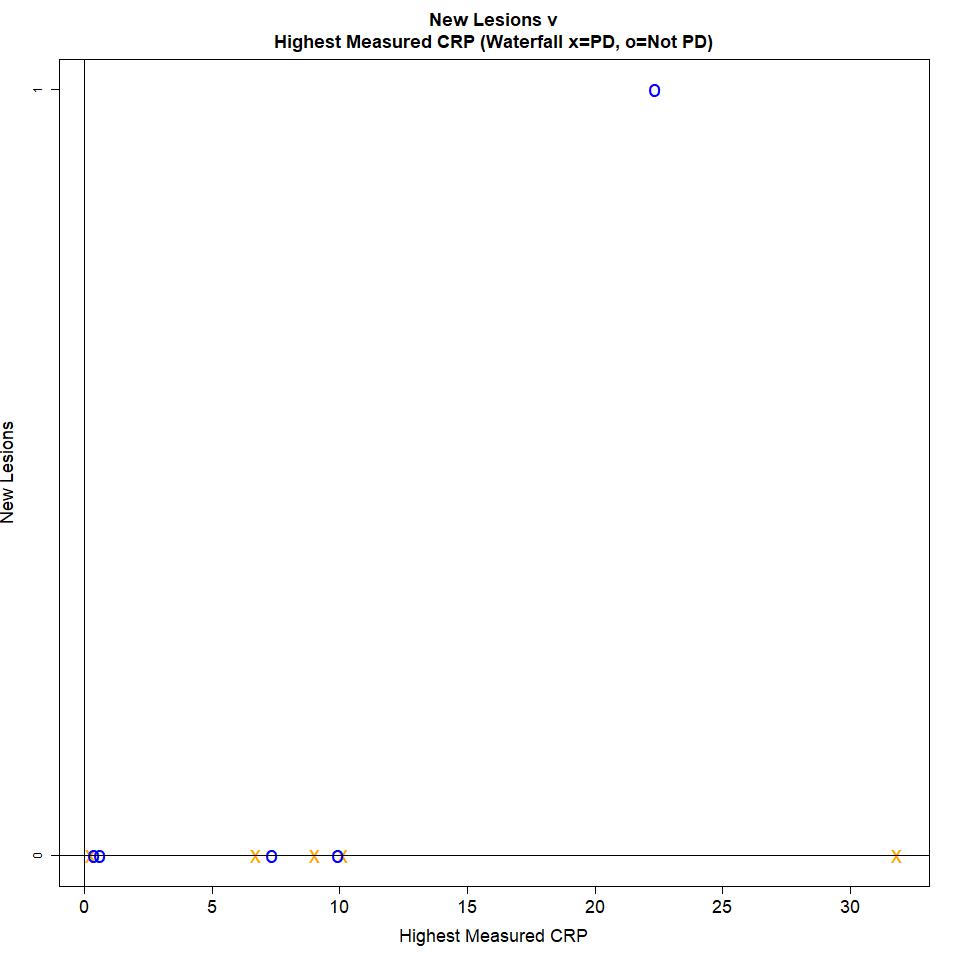 New Lesions v
Highest Measured CRP (Waterfall x=PD, o=Not PD)
1
New Lesions
0
0 5 10 15 20 25 30
Highest Measured CRP